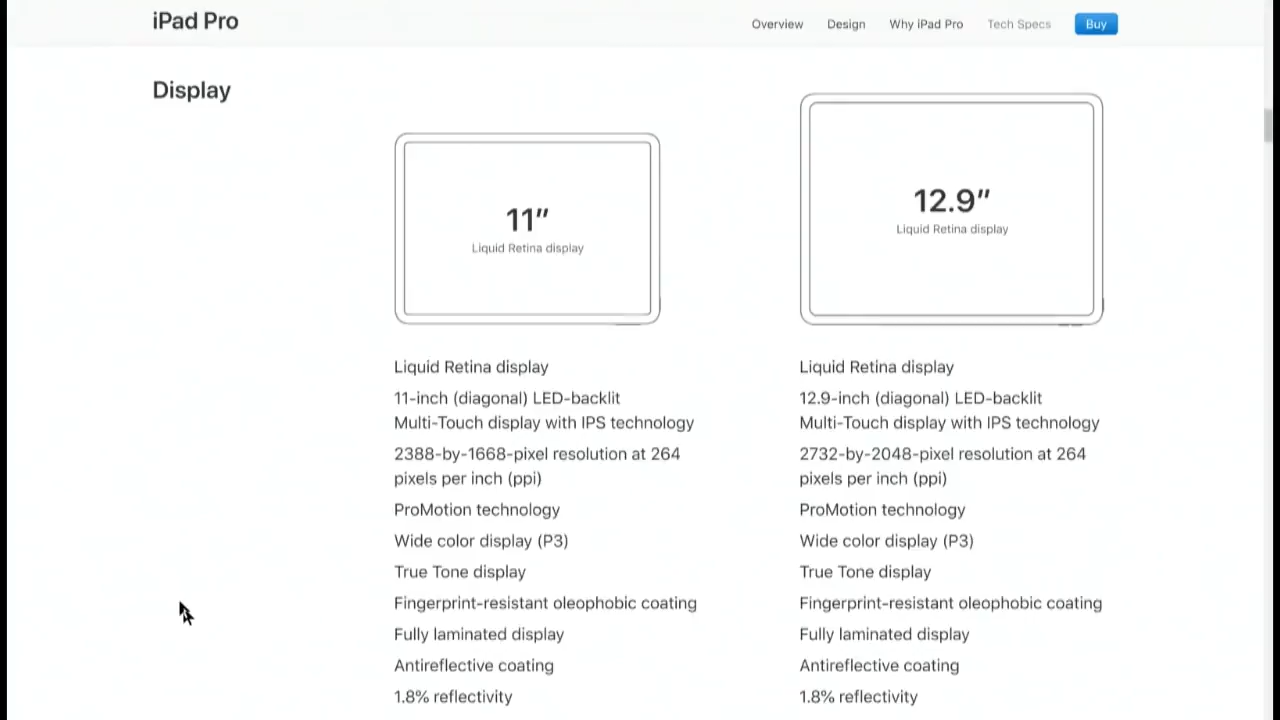 iPad Pro
Overview
Design
Why iPad Pro
Tech Specs
Buy
Display
11″
Liquid Retina display
12.9″
Liquid Retina display
Liquid Retina display
11-inch (diagonal) LED-backlit
Multi-Touch display with IPS technology
2388-by-1668-pixel resolution at 264
pixels per inch (ppi)
ProMotion technology
Wide color display (P3)
True Tone display
Fingerprint-resistant oleophobic coating
Fully laminated display
Antireflective coating
1.8% reflectivity
Liquid Retina display
12.9-inch (diagonal) LED-backlit
Multi-Touch display with IPS technology
2732-by-2048-pixel resolution at 264
pixels per inch (ppi)
ProMotion technology
Wide color display (P3)
True Tone display
Fingerprint-resistant oleophobic coating
Fully laminated display
Antireflective coating
1.8% reflectivity